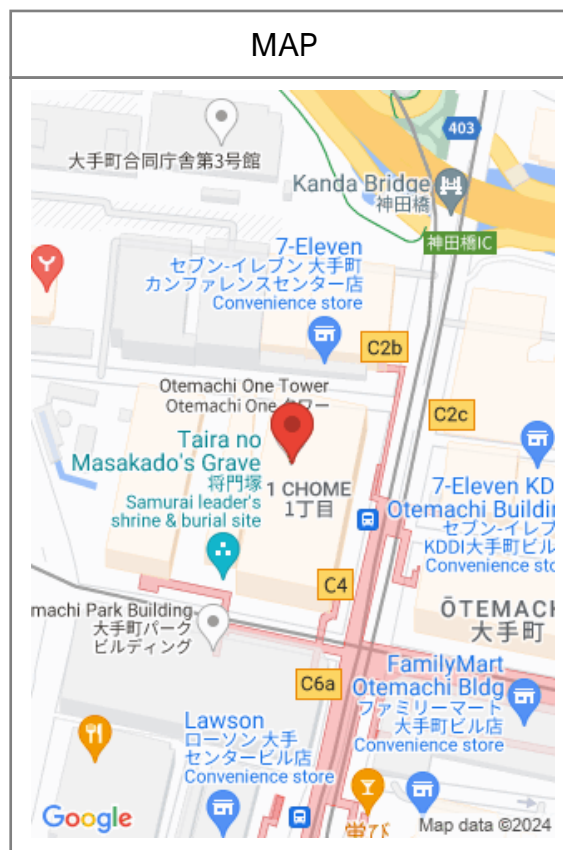 MAP
403
大手町合同庁舎第3号館
Kanda Bridge
神田橋
神田橋IC
7-Eleven
セブン-イレブン 大手町
カンファレンスセンター店
Convenience store
C2b
Otemachi One Tower
Otemachi One タワー
C2c
Taira no
Masakado's Grave
将門塚
Samurai leader's
shrine & burial site
1 CHOME
1丁目
7-Eleven KD
Otemachi Buildin
セブン-イレブ
KDDI大手町ビル
Convenience sto
C4
machi Park Building
大手町パーク
ビルディング
ŌTEMACH
大手町
C6a
FamilyMart
Otemachi Bldg
ファミリーマート
大手町ビル店
Convenience store
Lawson
ローソン 大手
センタービル店
Convenience store
Google
Map data ©2024